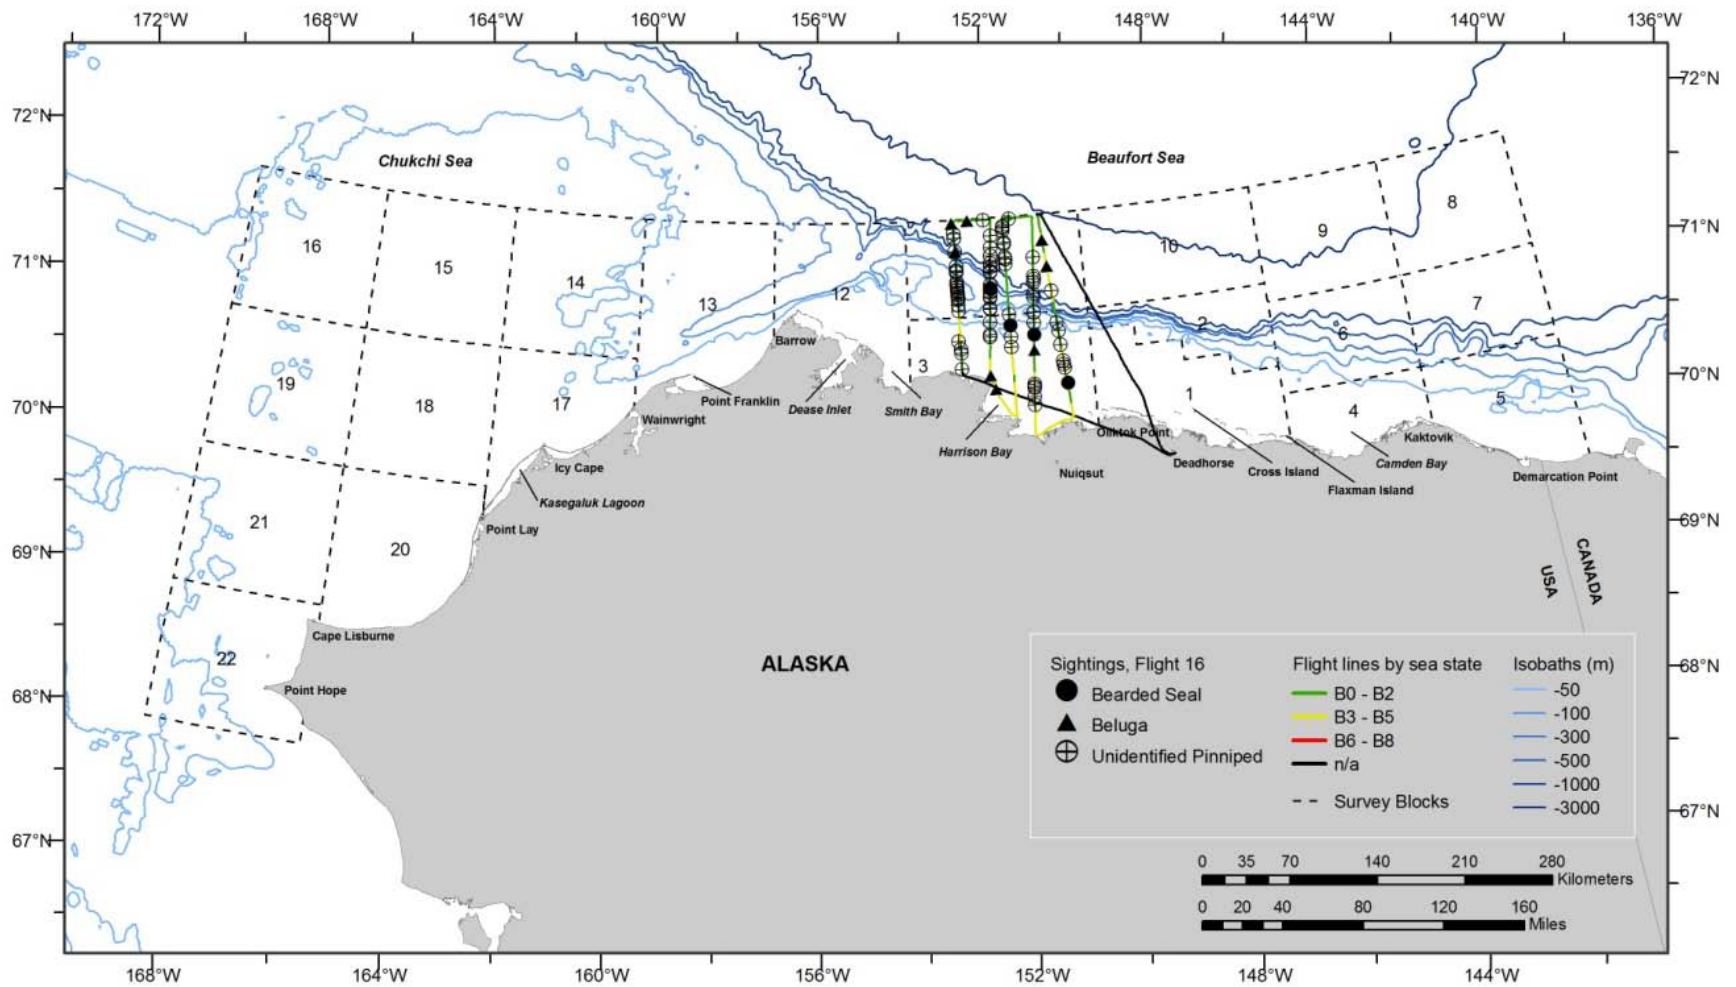 172°W 168°W 164°W 160°W 156°W 152°W 148°W 144°W 140°W 136°W
72°N 72°N
Chukchi Sea
Beaufort Sea
8
9
71°N 71°N
16
15
10
14
13
12
7
2
6
70°N 70°N
Barrow
3
19
18
17
Point Franklin
Dease Inlet
Smith Bay
1
4
5
Wainwright
Oliktok Point
Kaktovik
Harrison Bay
Icy Cape
Nuiqsut
Deadhorse
Cross Island
Camden Bay
Flaxman Island
Demarcation Point
Kasegaluk Lagoon
21
Point Lay
69°N 69°N
20
USA
CANADA
Cape Lisburne
22
Point Hope
ALASKA
68°N 68°N
67°N 67°N
Sightings, Flight 16
Bearded Seal
Beluga
Unidentified Pinniped
Flight lines by sea state
B0 - B2
B3 - B5
B6 - B8
n/a
Survey Blocks
Isobaths (m)
-50
-100
-300
-500
-1000
-3000
0 35 70 140 210 280
Kilometers
0 20 40 80 120 160
Miles
168°W 164°W 160°W 156°W 152°W 148°W 144°W